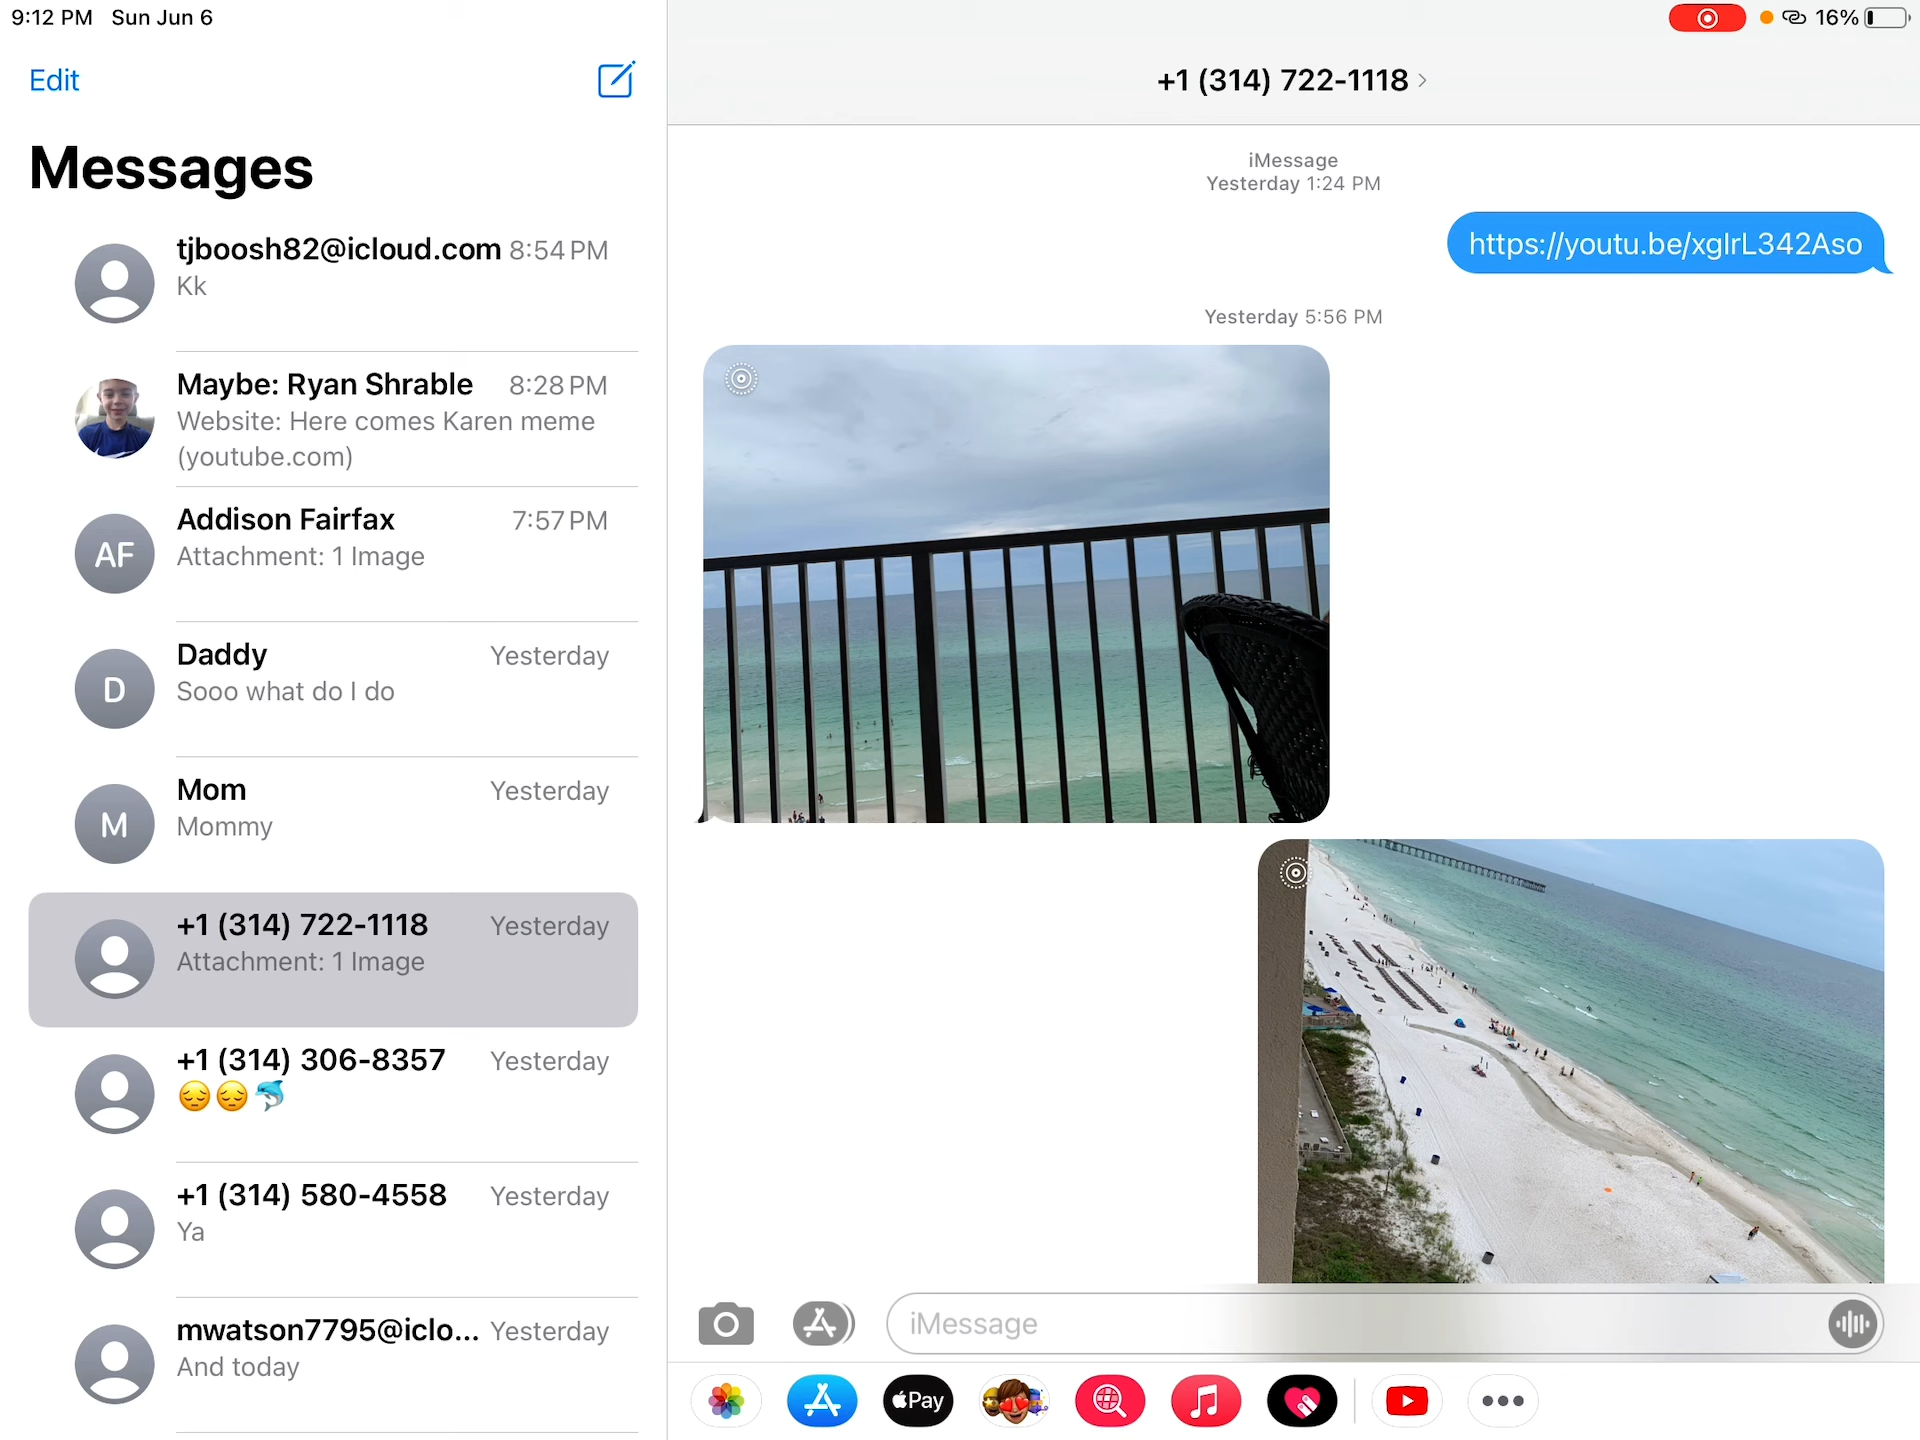 9:12 PM Sun Jun 6
16%
Edit
Messages
tjboosh82@icloud.com 8:54 PM
Kk
Maybe: Ryan Shrable 8:28 PM
Website: Here comes Karen meme
(youtube.com)
AF
Addison Fairfax 7:57 PM
Attachment: 1 Image
D
Daddy Yesterday
Sooo what do I do
M
Mom Yesterday
Mommy
+1 (314) 722-1118 Yesterday
Attachment: 1 Image
+1 (314) 306-8357 Yesterday
😔😔🐬
+1 (314) 580-4558 Yesterday
Ya
mwatson7795@iclo... Yesterday
And today
+1 (314) 722-1118
iMessage
Yesterday 1:24 PM
https://youtu.be/xgIrL342Aso
Yesterday 5:56 PM
iMessage
Pay